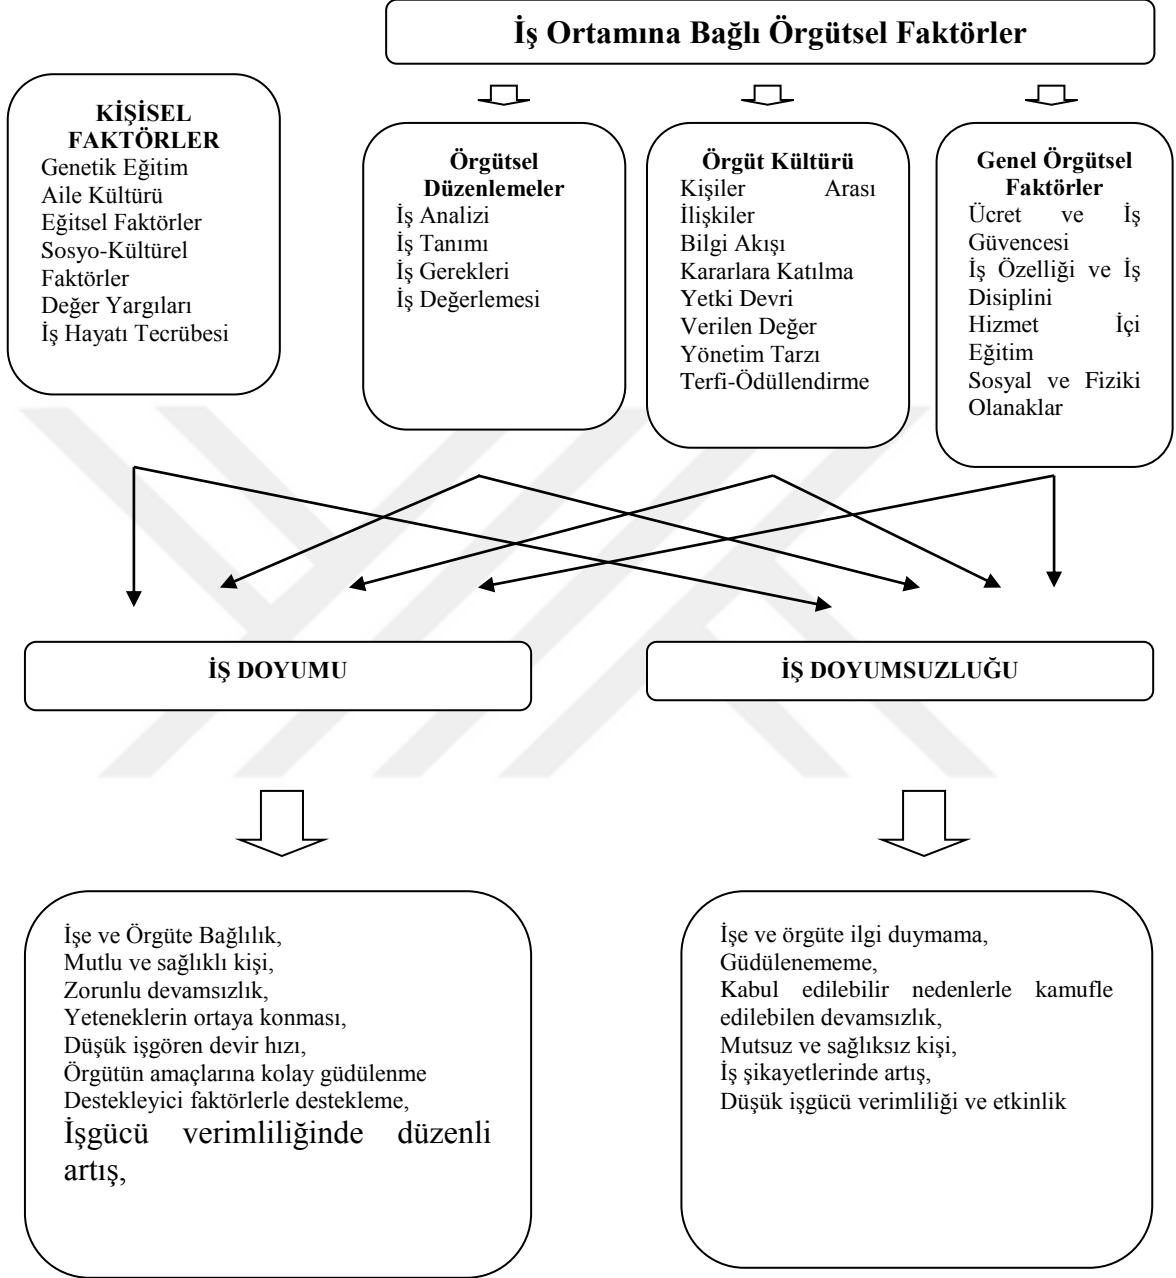 İş Ortamına Bağlı Örgütsel Faktörler
KİŞİSEL
FAKTÖRLER
Genetik Eğitim
Aile Kültürü
Eğitsel Faktörler
Sosyo-Kültürel
Faktörler
Değer Yargıları
İş Hayatı Tecrübesi
Örgütsel
Düzenlemeler
İş Analizi
İş Tanımı
İş Gerekleri
İş Değerlemesi
Örgüt Kültürü
Kişiler Arası
İlişkiler
Bilgi Akışı
Kararlara Katılma
Yetki Devri
Verilen Değer
Yönetim Tarzı
Terfi-Ödüllendirme
Genel Örgütsel
Faktörler
Ücret ve İş
Güvencesi
İş Özelliği ve İş
Disiplini
Hizmet İçi
Eğitim
Sosyal ve Fiziki
Olanaklar
İŞ DOYUMU
İŞ DOYUMSUZLUĞU
İşe ve Örgüte Bağlılık,
Mutlu ve sağlıklı kişi,
Zorunlu devamsızlık,
Yeteneklerin ortaya konması,
Düşük işgören devir hızı,
Örgütün amaçlarına kolay güdülenme
Destekleyici faktörlerle destekleme,
İşgücü verimliliğinde düzenli
artış,
İşe ve örgüte ilgi duymama,
Güdülenememe,
Kabul edilebilir nedenlerle kamufle
edilebilen devamsızlık,
Mutsuz ve sağlıksız kişi,
İş şikayetlerinde artış,
Düşük işgücü verimliliği ve etkinlik